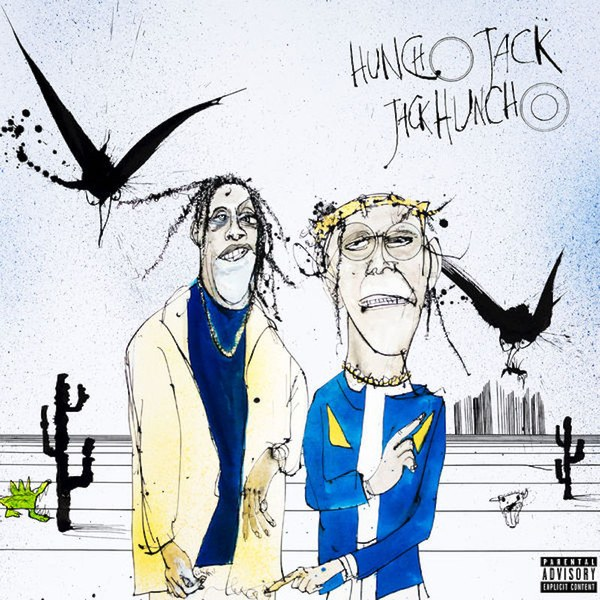 HUNCHO JACK
JACK HUNCHO
PARENTAL
ADVISORY
EXPLICIT CONTENT